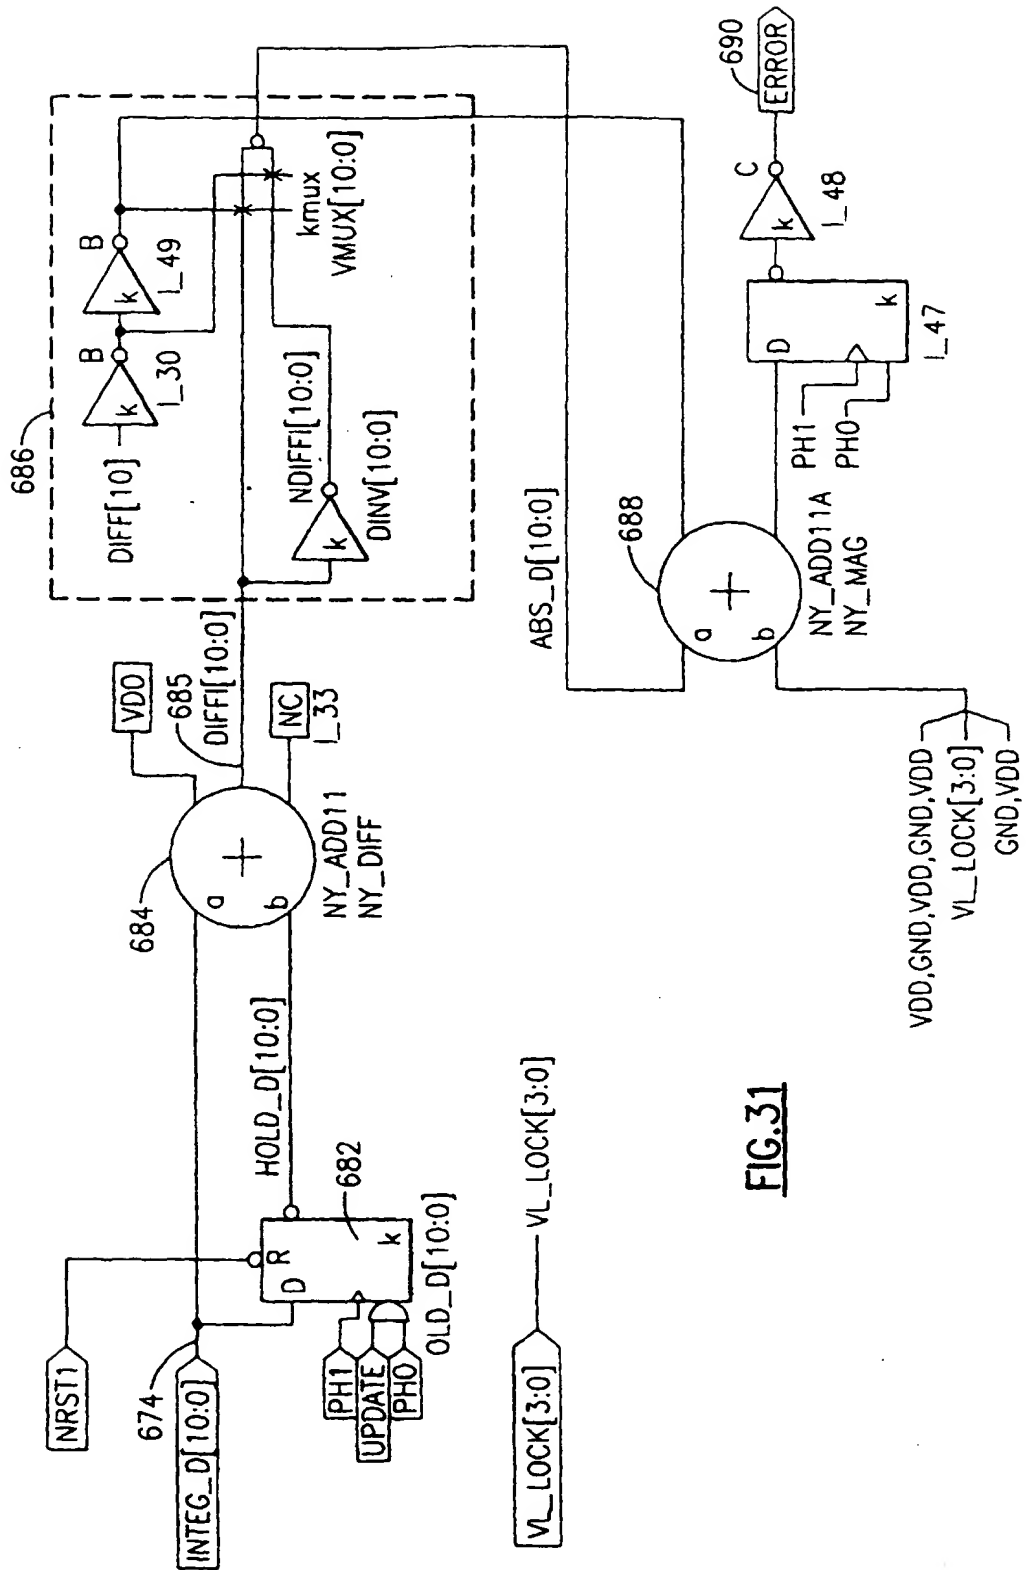 686
DIFF[10]
k
B
I_30
k
B
I_49
NDIFFI[10:0]
k
DINV[10:0]
kmux
VMUX[10:0]
690
ERROR
C
k
I_48
D
k
I_47
PH1
PH0
NRST1
674
INTEG_D[10:0]
D
R
682
k
OLD_D[10:0]
PH1
UPDATE
PH0
HOLD_D[10:0]
684
a
b
+
NY_ADD11
NY_DIFF
VDD
685
DIFFI[10:0]
NC
I_33
ABS_D[10:0]
688
a
b
+
NY_ADD11A
NY_MAG
VDD,GND,VDD,VDD,GND,VDD
VL_LOCK[3:0]
GND,VDD
VL_LOCK[3:0]
VL_LOCK[3:0]
FIG.31